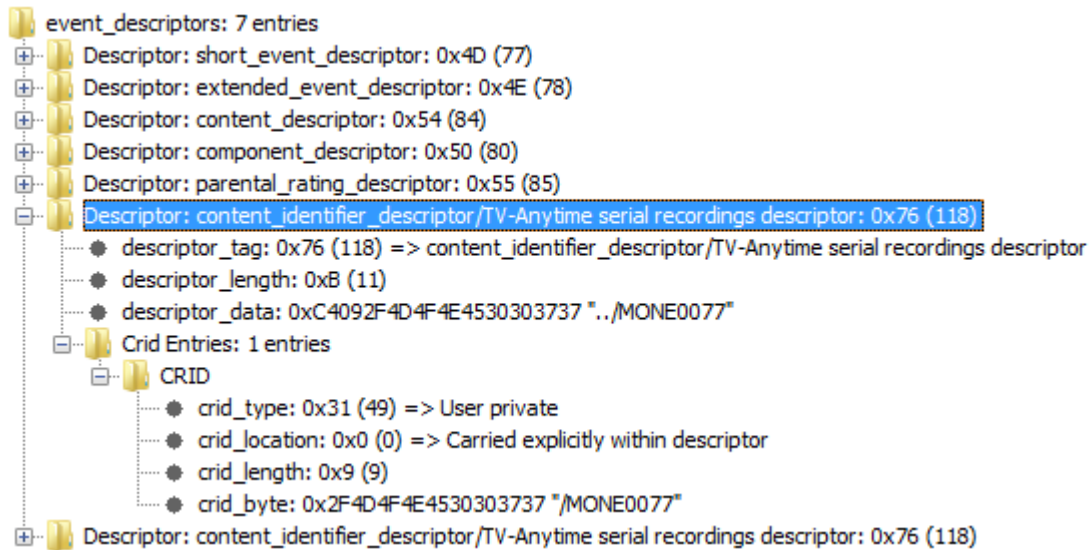 event_descriptors: 7 entries
Descriptor: short_event_descriptor: 0x4D (77)
Descriptor: extended_event_descriptor: 0x4E (78)
Descriptor: content_descriptor: 0x54 (84)
Descriptor: component_descriptor: 0x50 (80)
Descriptor: parental_rating_descriptor: 0x55 (85)
Descriptor: content_identifier_descriptor/TV-Anytime serial recordings descriptor: 0x76 (118)
descriptor_tag: 0x76 (118) => content_identifier_descriptor/TV-Anytime serial recordings descriptor
descriptor_length: 0xB (11)
descriptor_data: 0xC4092F4D4F4E4530303737 "../MONE0077"
Crid Entries: 1 entries
CRID
crid_type: 0x31 (49) => User private
crid_location: 0x0 (0) => Carried explicitly within descriptor
crid_length: 0x9 (9)
crid_byte: 0x2F4D4F4E4530303737 "/MONE0077"
Descriptor: content_identifier_descriptor/TV-Anytime serial recordings descriptor: 0x76 (118)